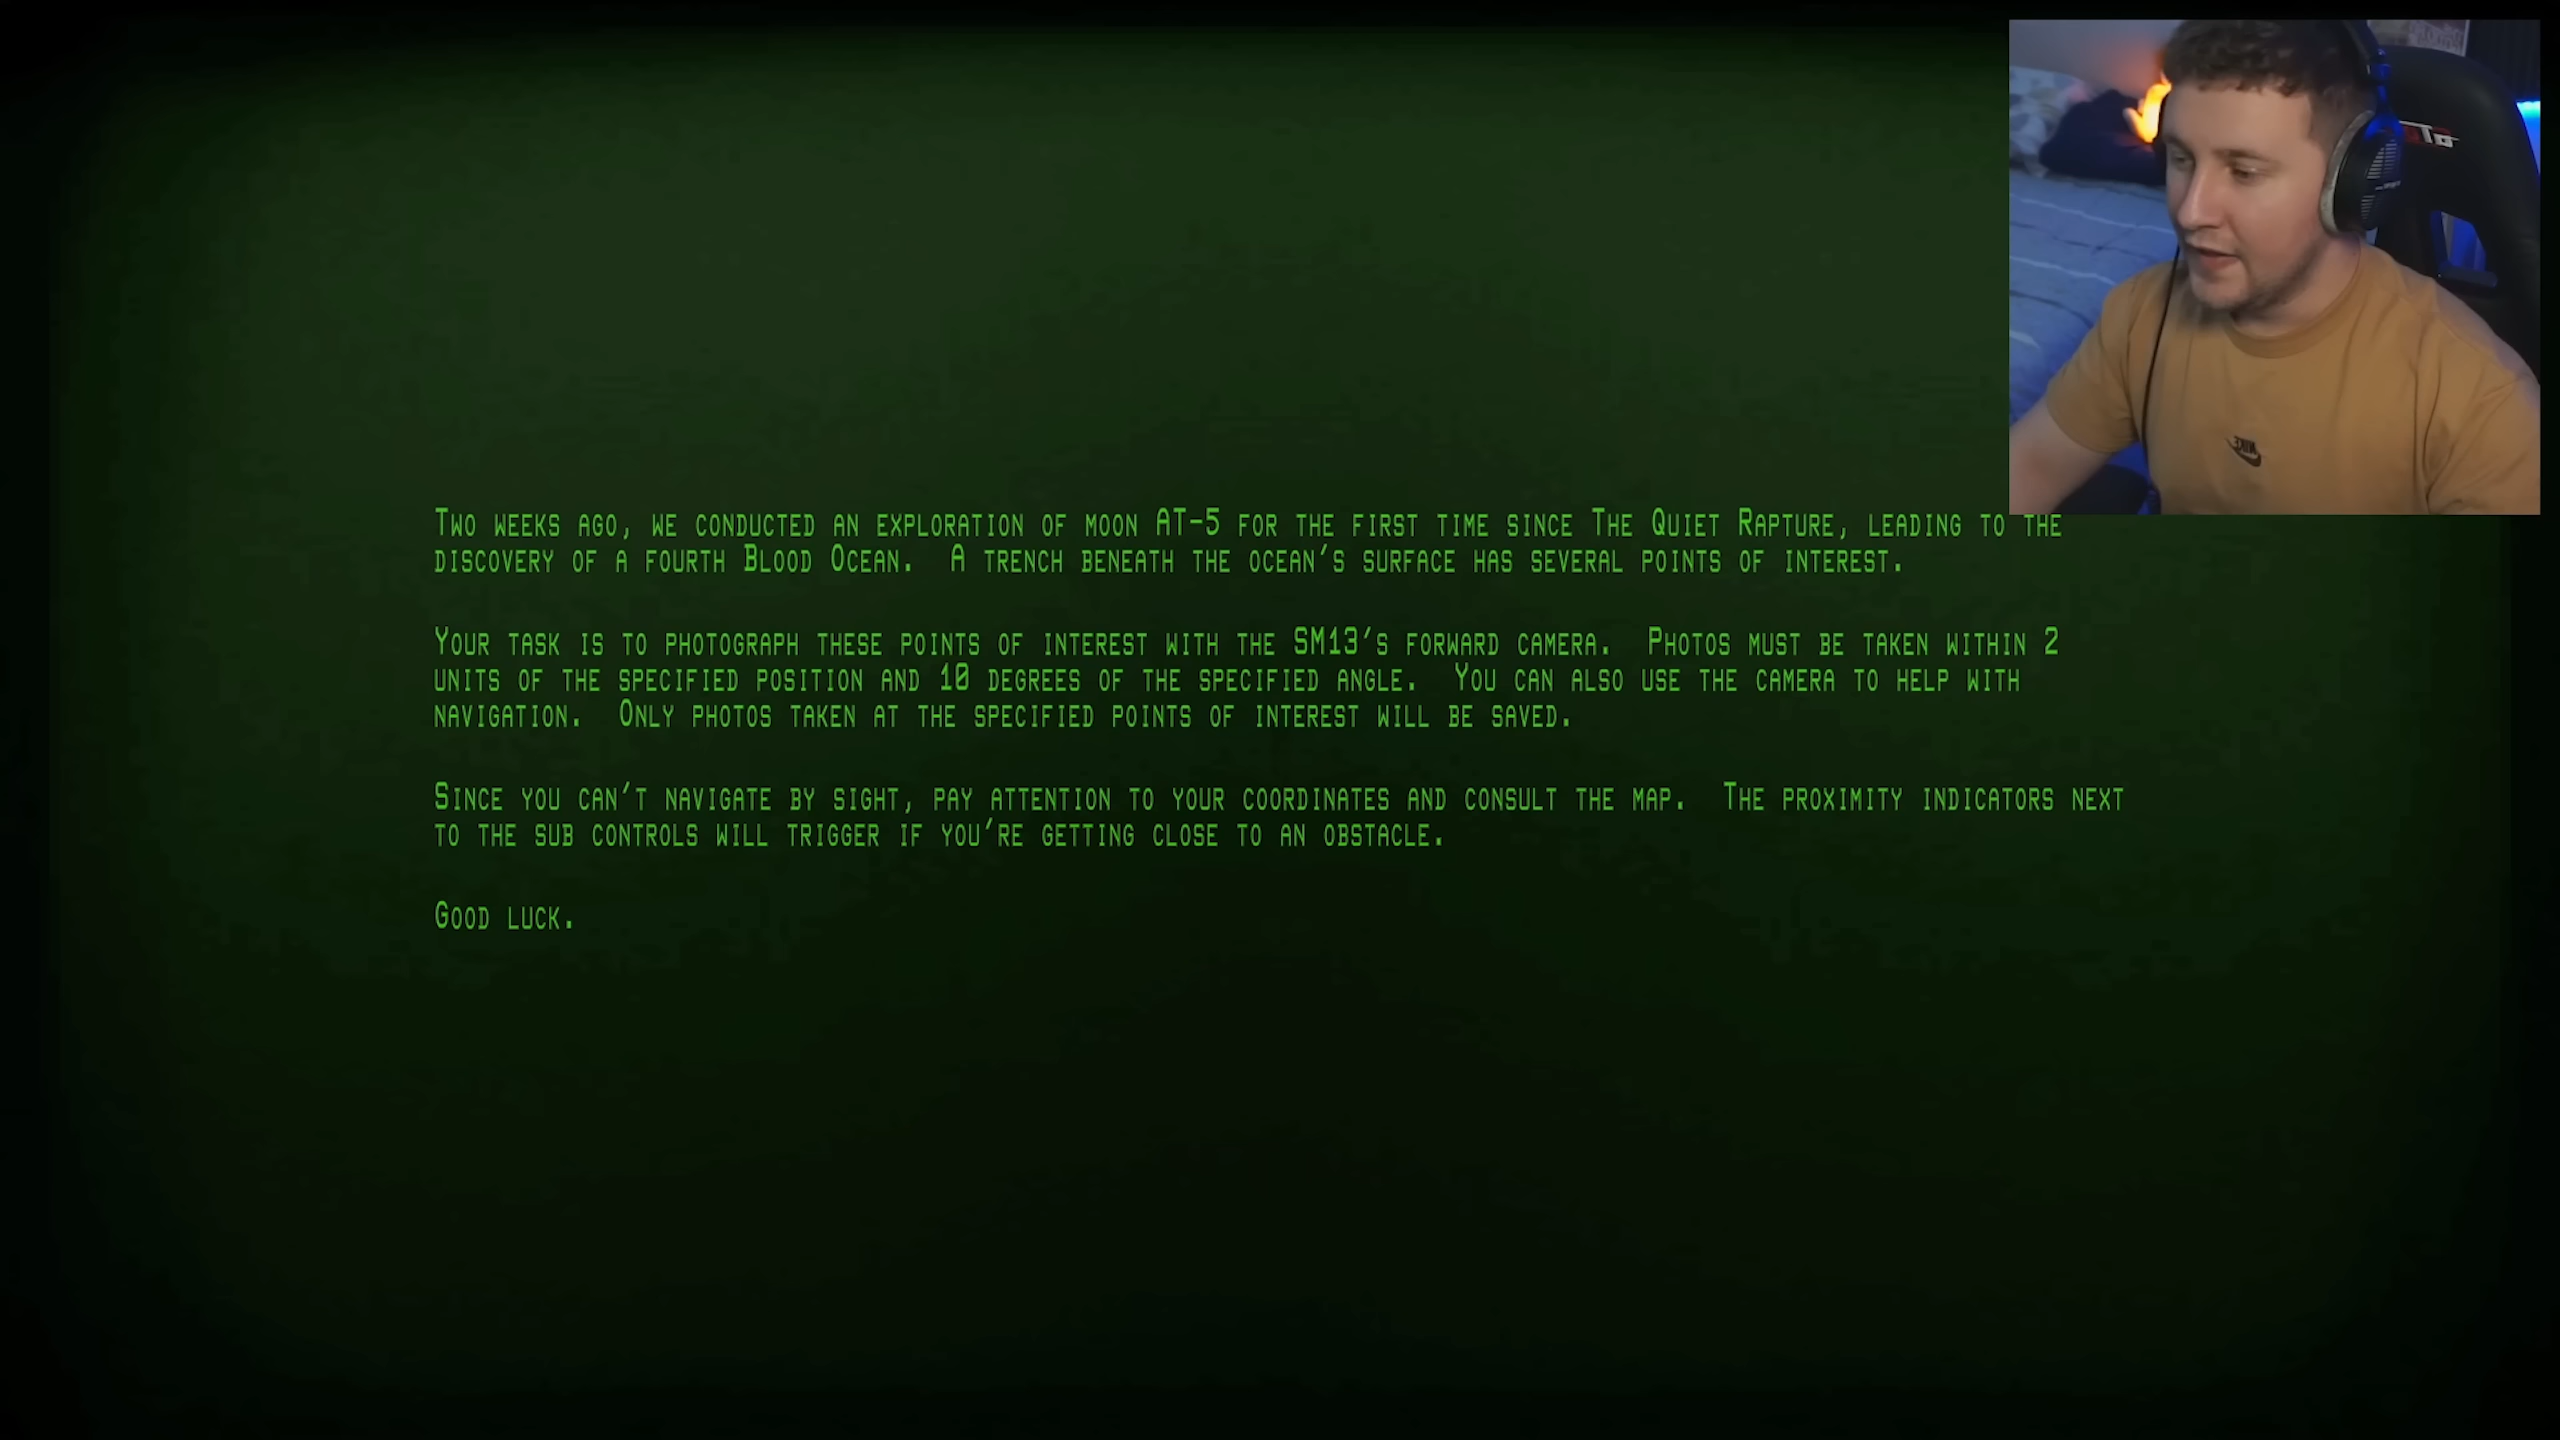 Two weeks ago, we conducted an exploration of moon AT-5 for the first time since The Quiet Rapture, leading to the
discovery of a fourth Blood Ocean.  A trench beneath the ocean's surface has several points of interest.
Your task is to photograph these points of interest with the SM13's forward camera.  Photos must be taken within 2
units of the specified position and 10 degrees of the specified angle.  You can also use the camera to help with
navigation.  Only photos taken at the specified points of interest will be saved.
Since you can't navigate by sight, pay attention to your coordinates and consult the map.  The proximity indicators next
to the sub controls will trigger if you're getting close to an obstacle.
Good luck.